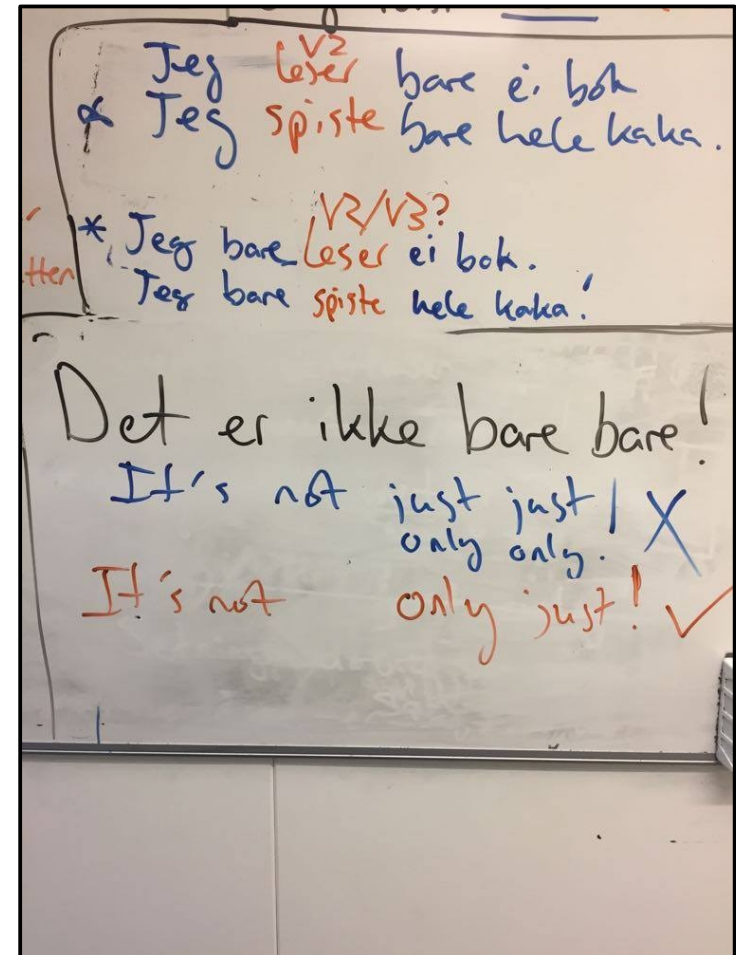 V2
Jeg leser bare ei bok
* Jeg spiste bare hele kaka.
V2/V3?
* Jeg bare leser ei bok.
tten
Jeg bare spiste hele kaka!
Det er ikke bare bare!
It's not just just!
only only. X
It's not only just! ✓